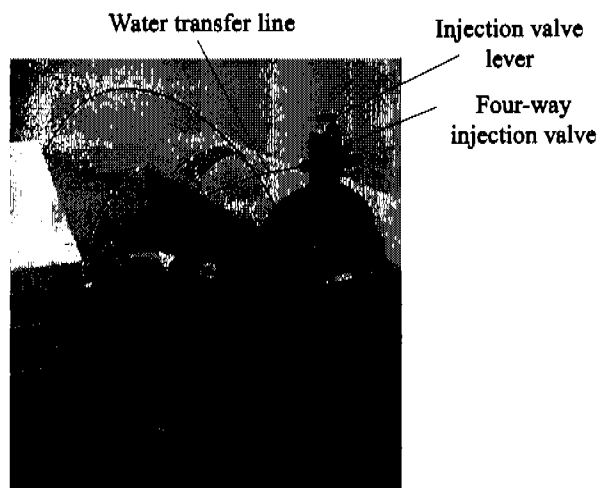 Water transfer line
Injection valve
lever
Four-way
injection valve